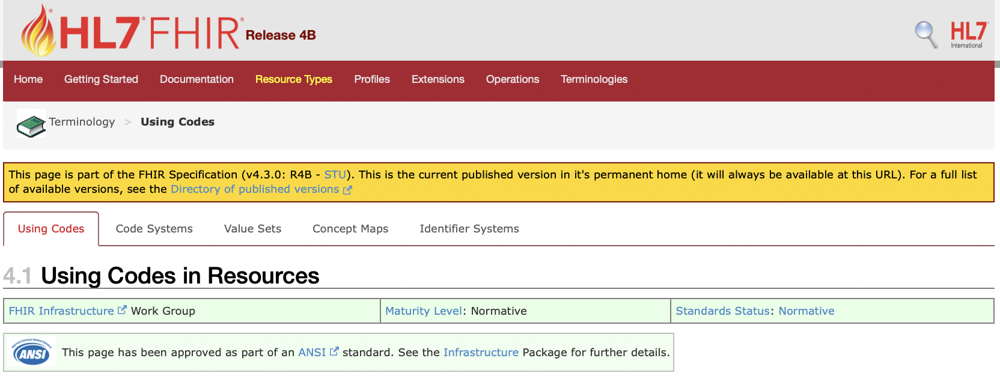 HL7® FHIR® Release 4B
HL7®
International
Home Getting Started Documentation Resource Types Profiles Extensions Operations Terminologies
Terminology > Using Codes
This page is part of the FHIR Specification (v4.3.0: R4B - STU). This is the current published version in it's permanent home (it will always be available at this URL). For a full list
of available versions, see the Directory of published versions
Using Codes Code Systems Value Sets Concept Maps Identifier Systems
4.1 Using Codes in Resources
FHIR Infrastructure Work Group Maturity Level: Normative Standards Status: Normative
Approved American National Standard
ANSI
This page has been approved as part of an ANSI standard. See the Infrastructure Package for further details.